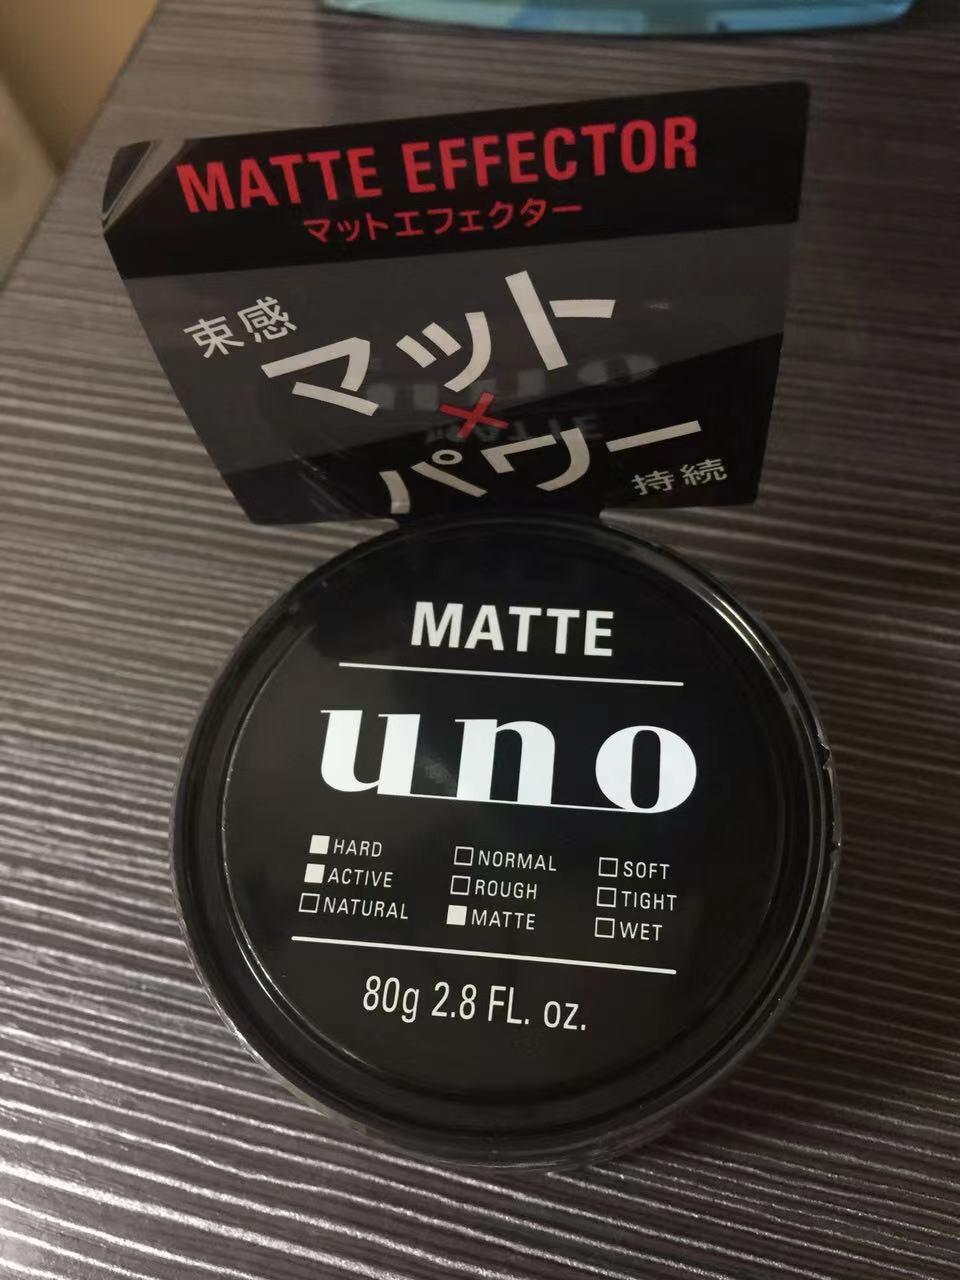 MATTE EFFECTOR
マットエフェクター
束感
マット
×
パワー
持続
MATTE
uno
HARD NORMAL SOFT
ACTIVE ROUGH TIGHT
NATURAL MATTE WET
80g 2.8 FL. oz.